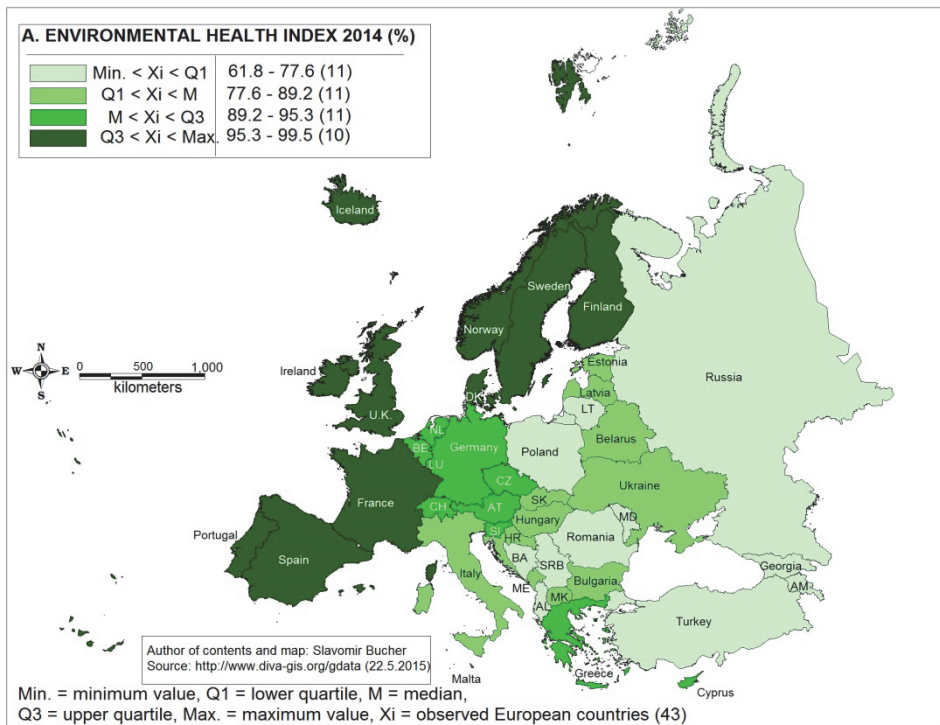 A. ENVIRONMENTAL HEALTH INDEX 2014 (%)
Min. < Xi < Q1 61.8 - 77.6 (11)
Q1 < Xi < M 77.6 - 89.2 (11)
M < Xi < Q3 89.2 - 95.3 (11)
Q3 < Xi < Max. 95.3 - 99.5 (10)
Iceland
Sweden
Finland
Norway
N
W E
S
0 500 1,000
kilometers
Ireland
U.K.
DK
Estonia
Latvia
LT
Russia
NL
BE
LU
Germany
Poland
Belarus
CZ
Ukraine
SK
France
CH
AT
Hungary
MD
SI
HR
Romania
Portugal
Spain
Italy
BA
SRB
Georgia
AM
ME
Bulgaria
MK
AL
Turkey
Greece
Malta
Cyprus
Author of contents and map: Slavomir Bucher
Source: http://www.diva-gis.org/gdata (22.5.2015)
Min. = minimum value, Q1 = lower quartile, M = median,
Q3 = upper quartile, Max. = maximum value, Xi = observed European countries (43)